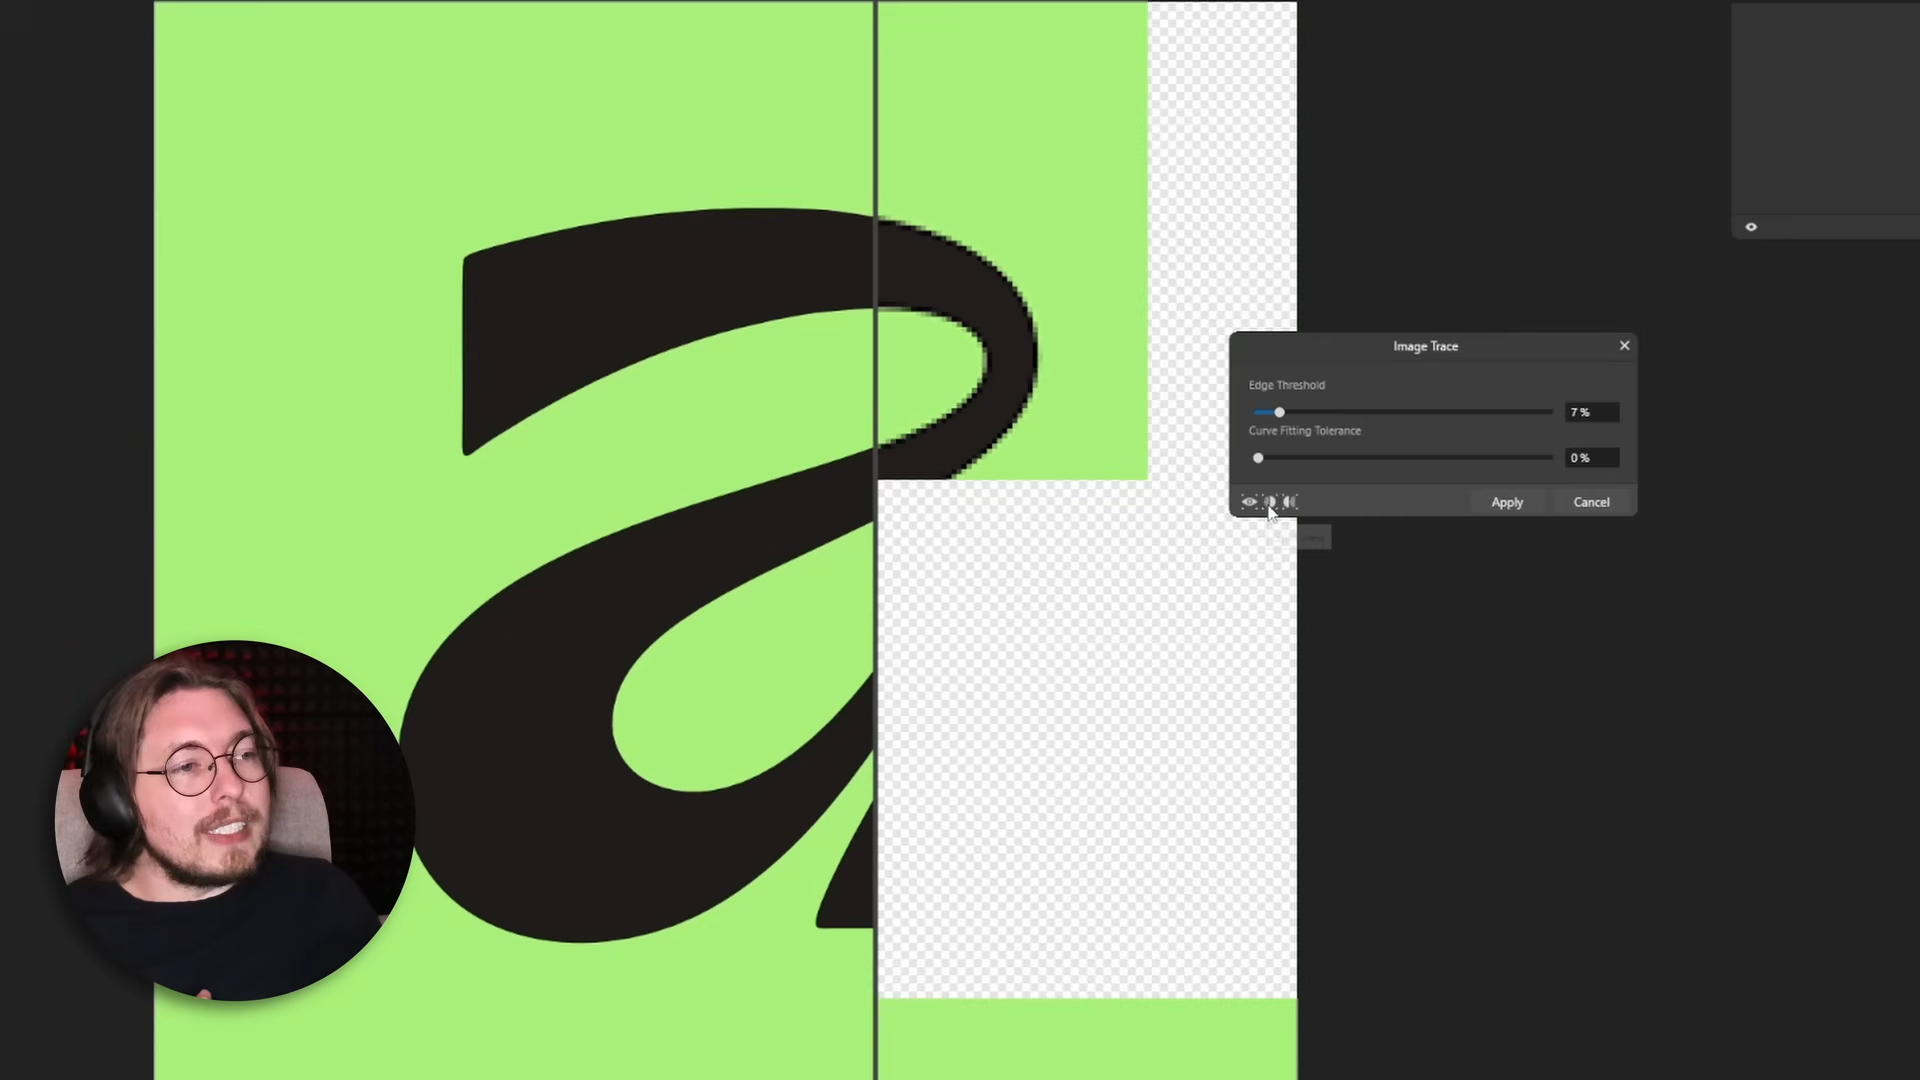 a
Image Trace
Edge Threshold
7 %
Curve Fitting Tolerance
0 %
Apply
Cancel